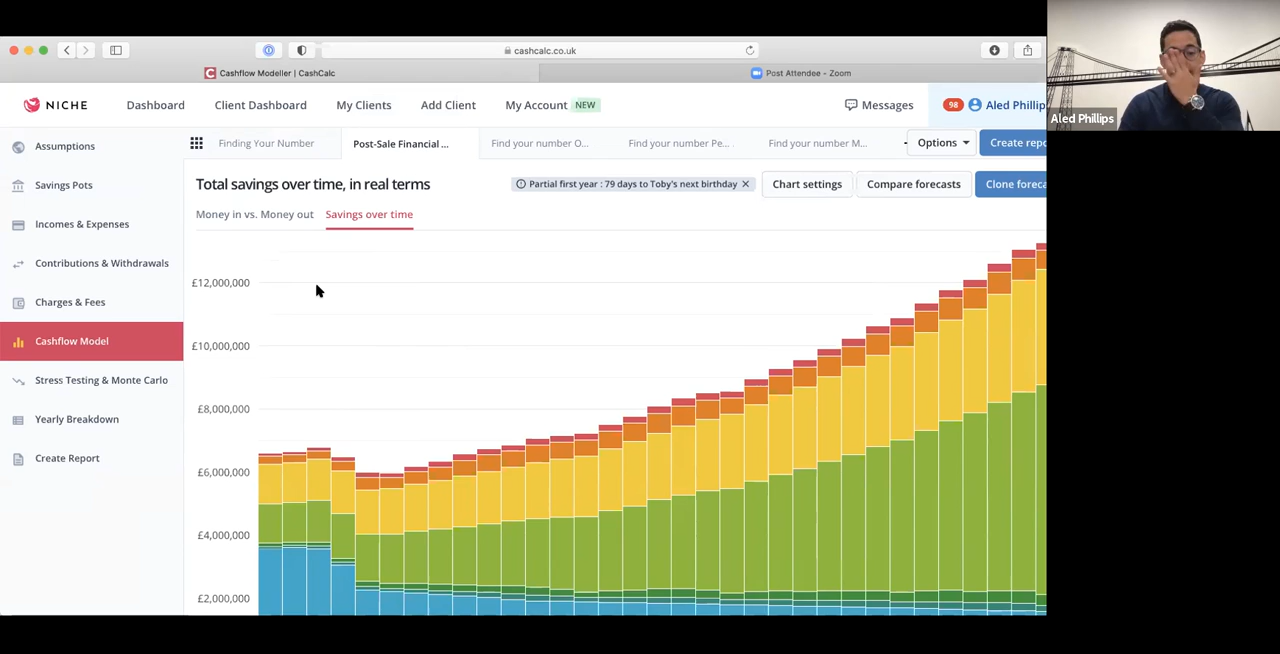 cashcalc.co.uk
Cashflow Modeller | CashCalc
Post Attendee - Zoom
NICHE
Dashboard
Client Dashboard
My Clients
Add Client
My Account NEW
Messages
98 Aled Phillip
Aled Phillips
Assumptions
Savings Pots
Incomes & Expenses
Contributions & Withdrawals
Charges & Fees
Cashflow Model
Stress Testing & Monte Carlo
Yearly Breakdown
Create Report
Finding Your Number
Post-Sale Financial ...
Find your number O...
Find your number Pe...
Find your number M...
Options
Create repo
Total savings over time, in real terms
Partial first year : 79 days to Toby's next birthday
Chart settings
Compare forecasts
Clone foreca
Money in vs. Money out
Savings over time
£12,000,000
£10,000,000
£8,000,000
£6,000,000
£4,000,000
£2,000,000